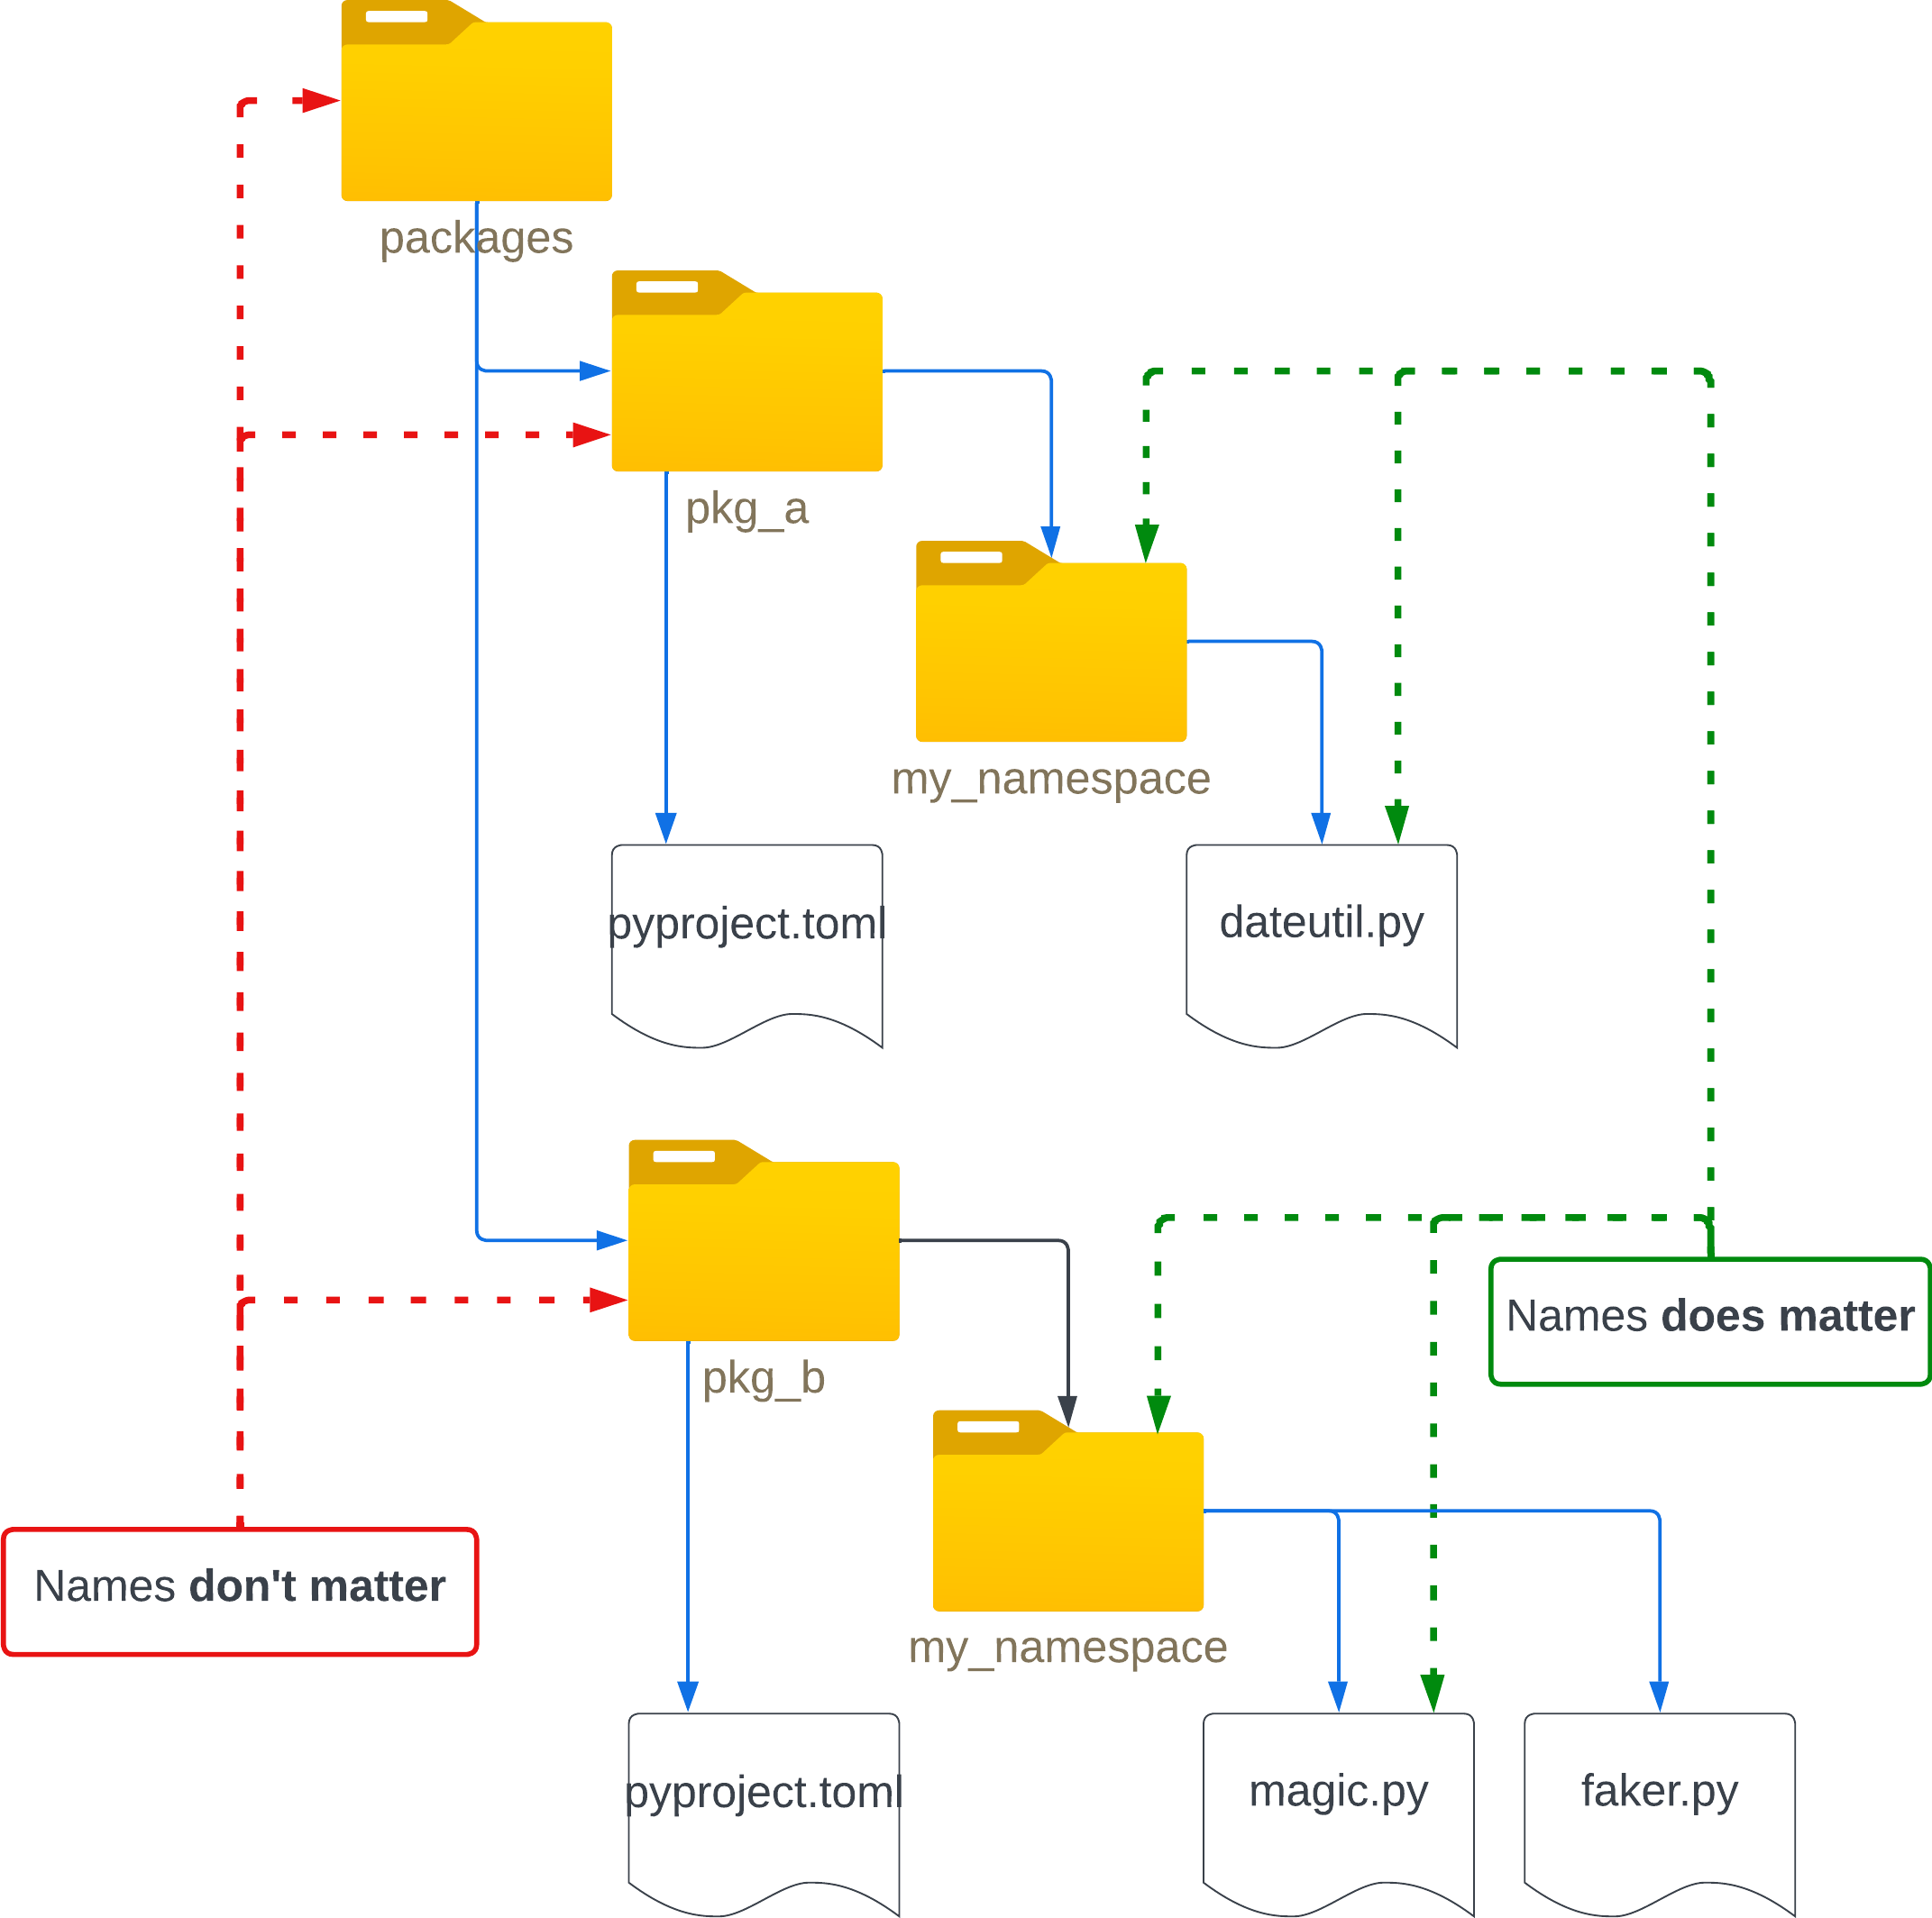 packages
pkg_a
my_namespace
pyproject.toml
dateutil.py
Names does matter
pkg_b
Names don't matter
my_namespace
pyproject.toml
magic.py
faker.py